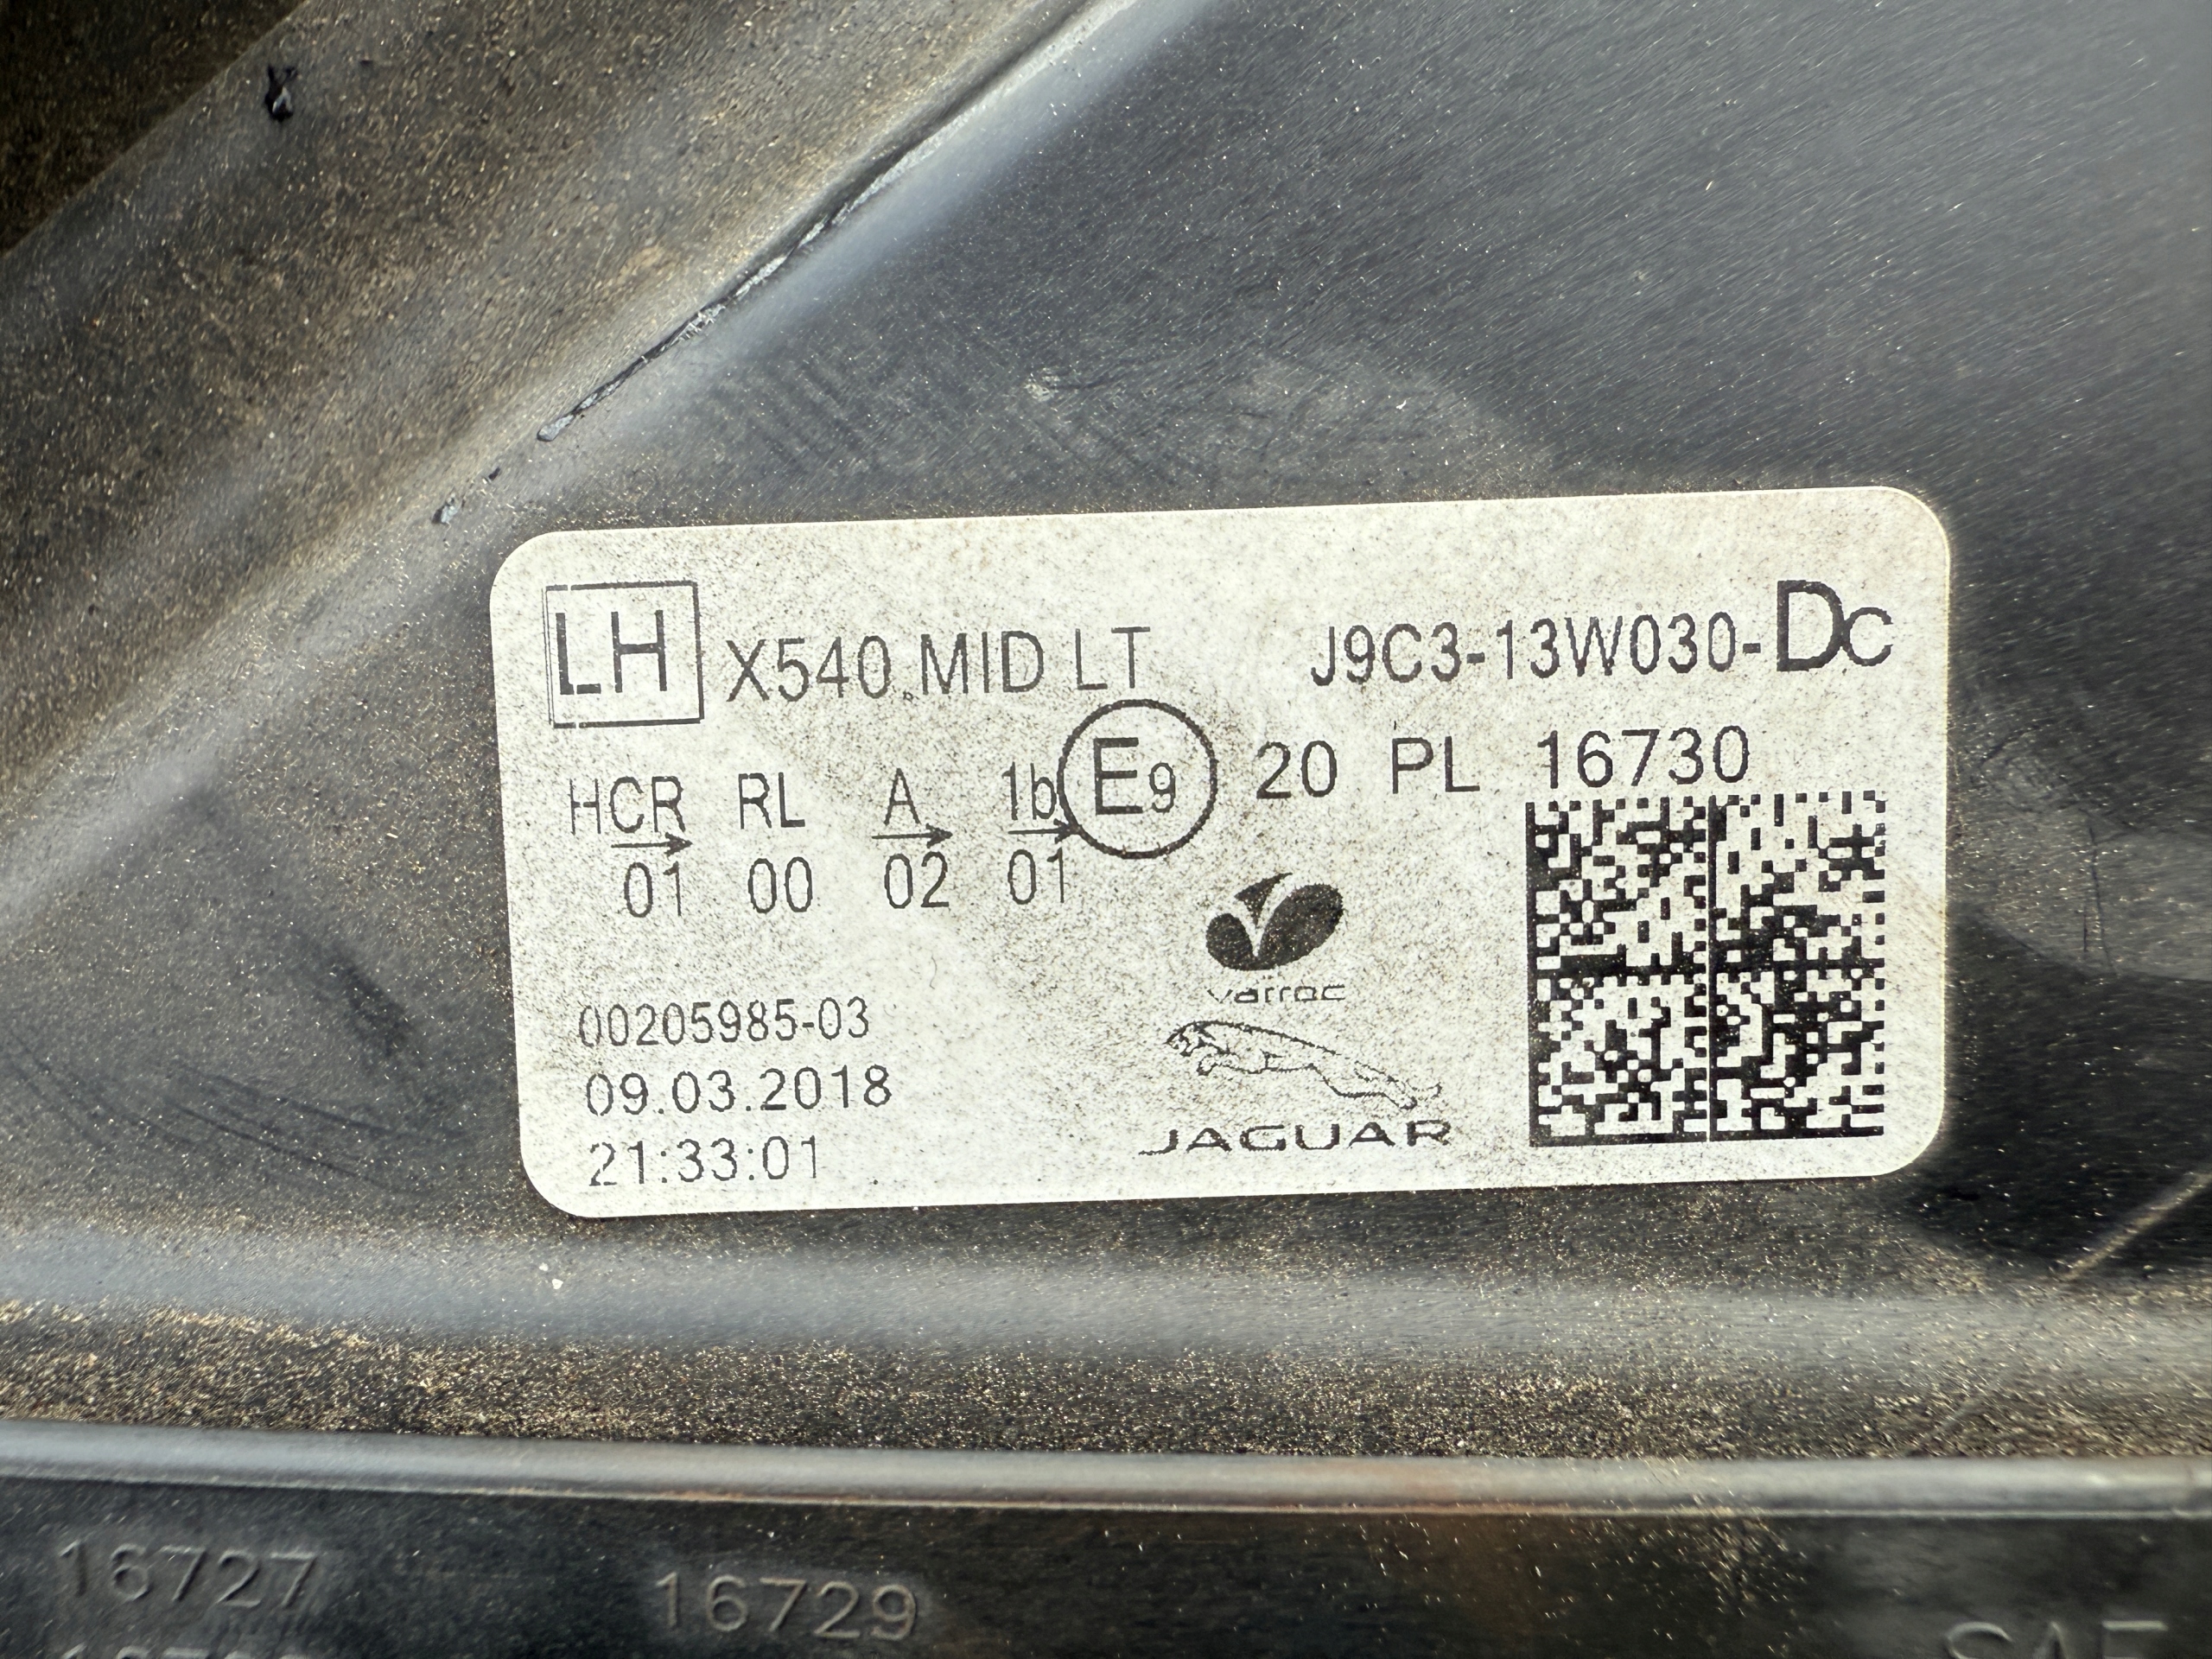 LH X540.MID LT J9C3-13W030-DC
HCR RL A 1b E9 20 PL 16730
01 00 02 01
varroc
00205985-03
09.03.2018
JAGUAR
21:33:01
16727 16729
SAE